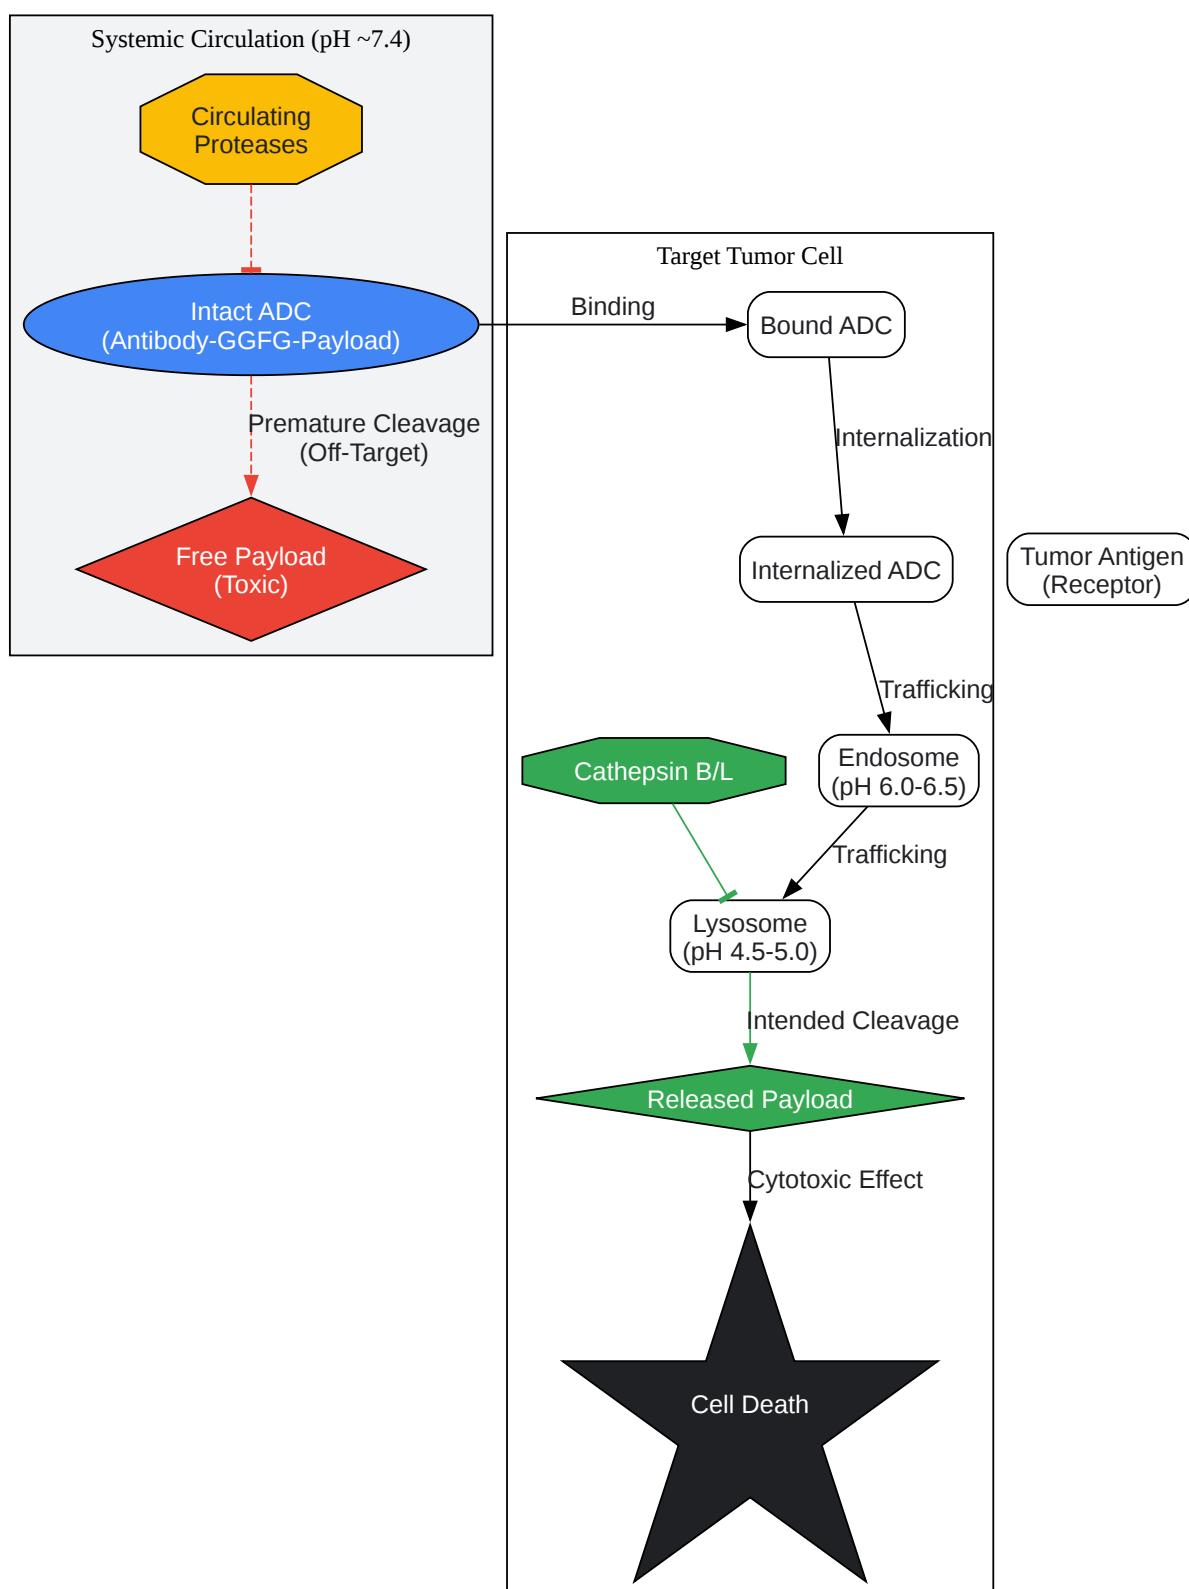 Systemic Circulation (pH ~7.4)
Circulating
Proteases
Intact ADC
(Antibody-GGFG-Payload)
Premature Cleavage
(Off-Target)
Free Payload
(Toxic)
Binding
Target Tumor Cell
Bound ADC
Internalization
Internalized ADC
Tumor Antigen
(Receptor)
Trafficking
Cathepsin B/L
Endosome
(pH 6.0-6.5)
Trafficking
Lysosome
(pH 4.5-5.0)
Intended Cleavage
Released Payload
Cytotoxic Effect
Cell Death